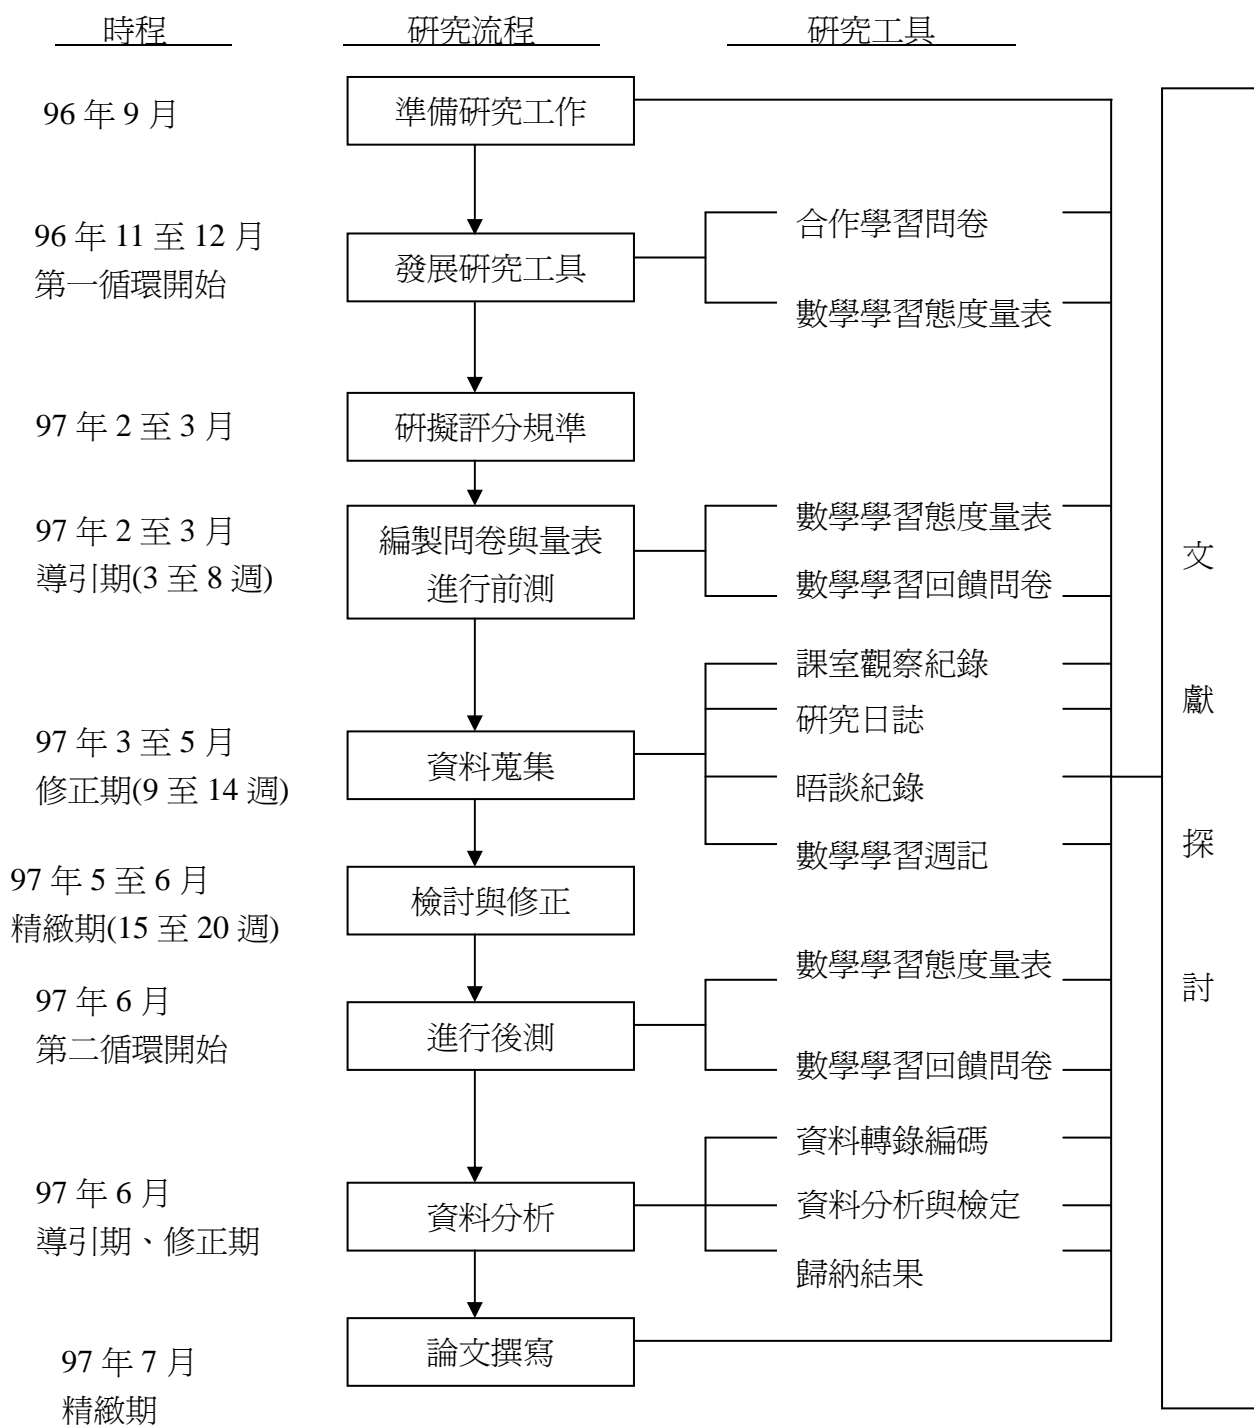 時程
研究流程
研究工具
96 年 9 月
準備研究工作
96 年 11 至 12 月
第一循環開始
發展研究工具
合作學習問卷
數學學習態度量表
97 年 2 至 3 月
研擬評分規準
97 年 2 至 3 月
導引期(3 至 8 週)
編製問卷與量表
進行前測
數學學習態度量表
數學學習回饋問卷
97 年 3 至 5 月
修正期(9 至 14 週)
資料蒐集
課室觀察紀錄
研究日誌
晤談紀錄
數學學習週記
97 年 5 至 6 月
精緻期(15 至 20 週)
檢討與修正
97 年 6 月
第二循環開始
進行後測
數學學習態度量表
數學學習回饋問卷
97 年 6 月
導引期、修正期
資料分析
資料轉錄編碼
資料分析與檢定
歸納結果
97 年 7 月
精緻期
論文撰寫
文
獻
探
討